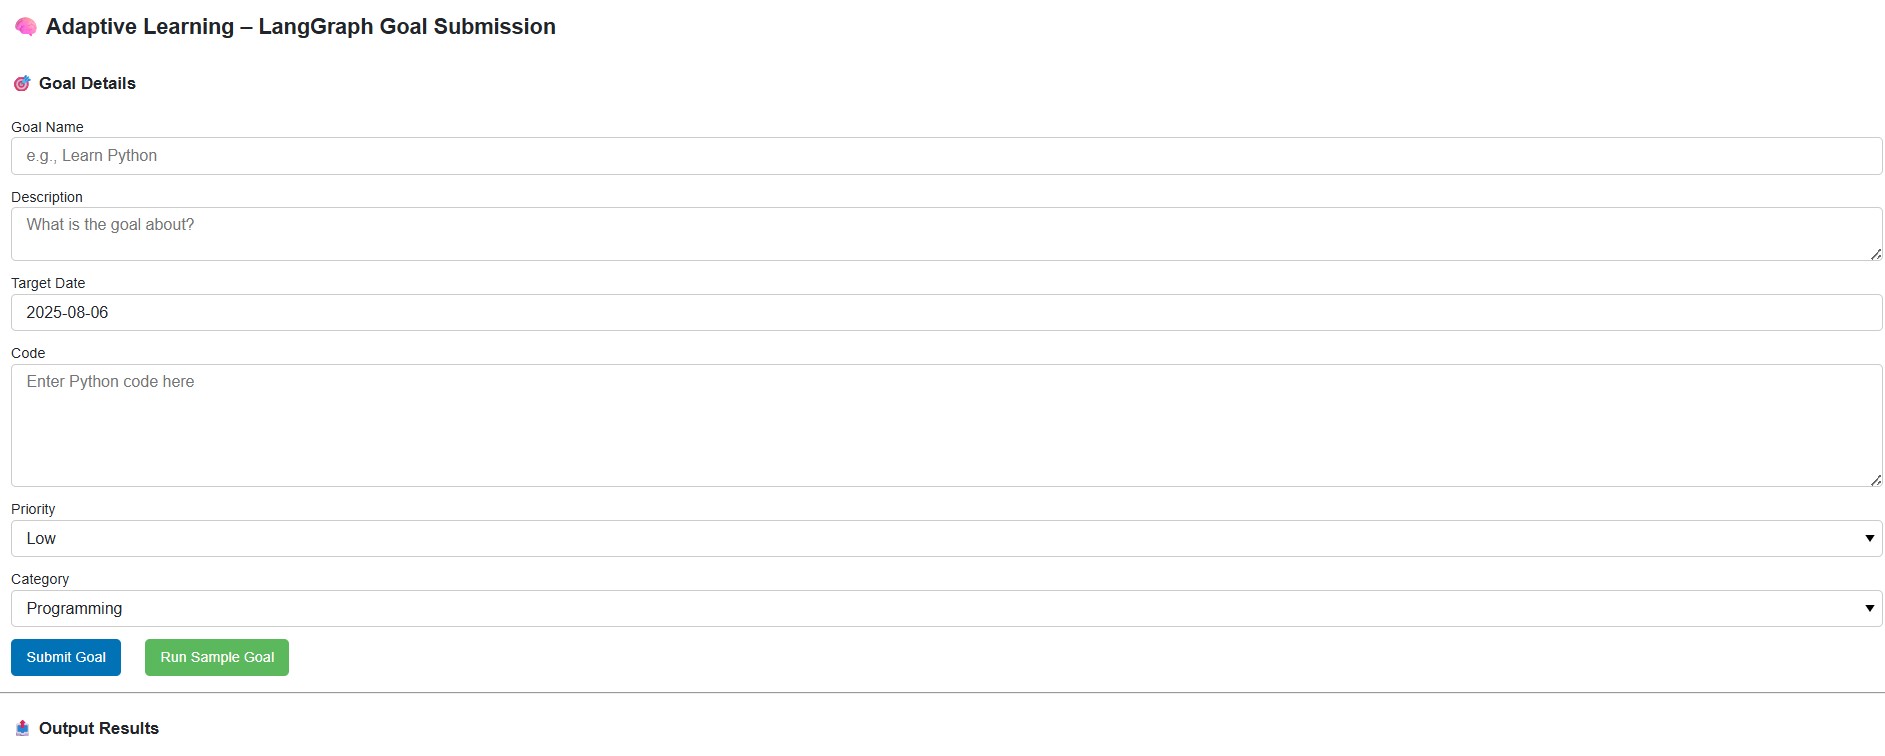 Adaptive Learning – LangGraph Goal Submission
Goal Details
Goal Name
e.g., Learn Python
Description
What is the goal about?
Target Date
2025-08-06
Code
Enter Python code here
Priority
Low
Category
Programming
Submit Goal
Run Sample Goal
Output Results